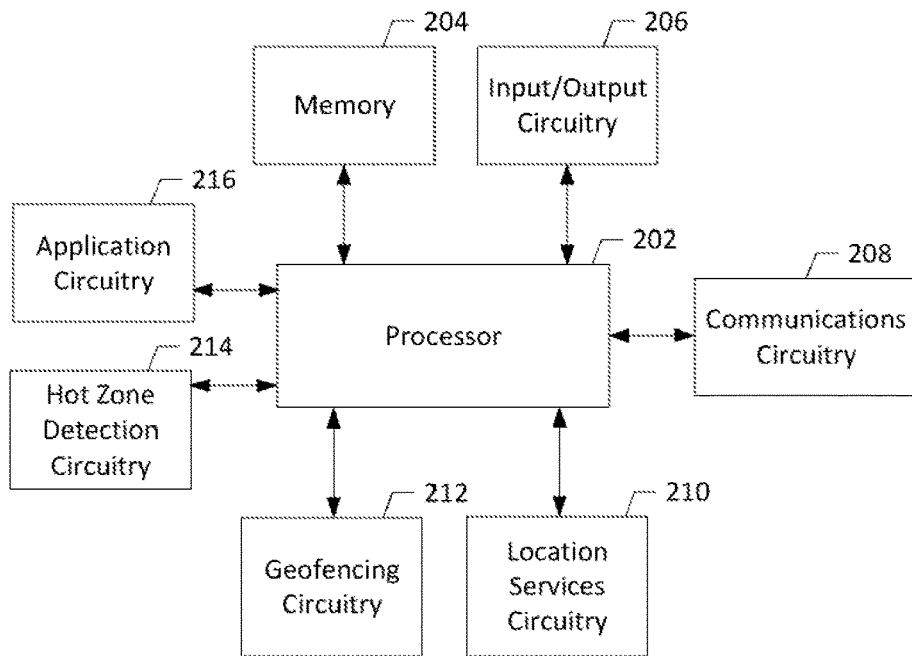 204
Memory
206
Input/Output
Circuitry
216
Application
Circuitry
202
Processor
208
Communications
Circuitry
214
Hot Zone
Detection
Circuitry
212
Geofencing
Circuitry
210
Location
Services
Circuitry